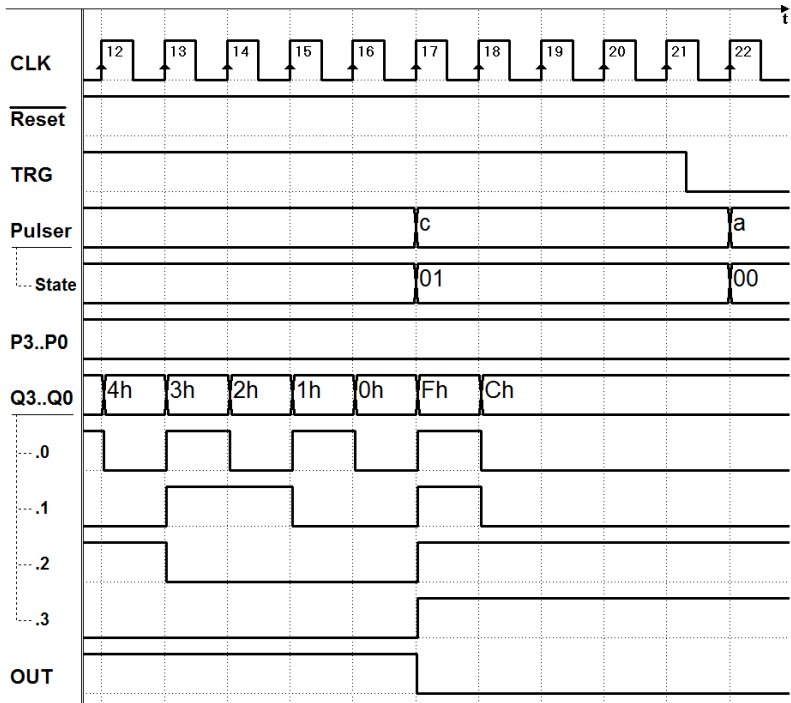 t
CLK 12 13 14 15 16 17 18 19 20 21 22
Reset
TRG
Pulser c a
State 01 00
P3..P0
Q3..Q0 4h 3h 2h 1h 0h Fh Ch
.0
.1
.2
.3
OUT